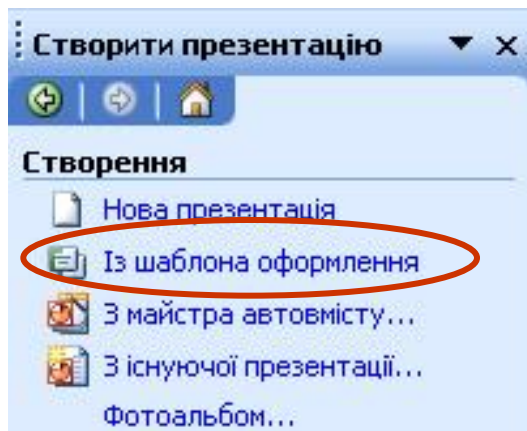 Створити презентацію
Створення
Нова презентація
Із шаблона оформлення
З майстра автовмісту...
З існуючої презентації...
Фотоальбом...